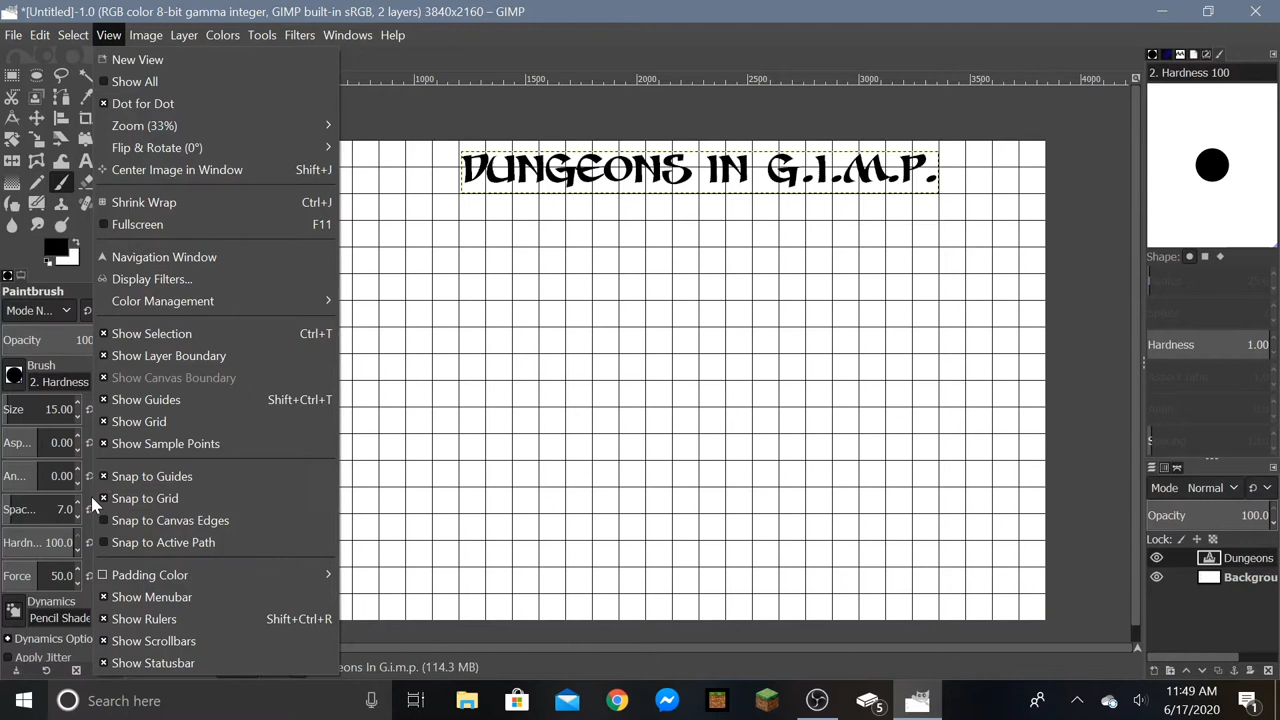 *[Untitled]-1.0 (RGB color 8-bit gamma integer, GIMP built-in sRGB, 2 layers) 3840x2160 – GIMP
File Edit Select View Image Layer Colors Tools Filters Windows Help
New View
Show All
Dot for Dot
Zoom (33%)
Flip & Rotate (0°)
Center Image in Window Shift+J
Shrink Wrap Ctrl+J
Fullscreen F11
Navigation Window
Display Filters...
Color Management
Show Selection Ctrl+T
Show Layer Boundary
Show Canvas Boundary
Show Guides Shift+Ctrl+T
Show Grid
Show Sample Points
Snap to Guides
Snap to Grid
Snap to Canvas Edges
Snap to Active Path
Padding Color
Show Menubar
Show Rulers Shift+Ctrl+R
Show Scrollbars
Show Statusbar
Paintbrush
Mode N...
Opacity 100
Brush
2. Hardness
Size 15.00
Asp... 0.00
An... 0.00
Spac... 7.0
Hardn... 100.0
Force 50.0
Dynamics
Pencil Shade
Dynamics Optio
Apply Jitter
1000 1500 2000 2500 3000 3500 4000
DUNGEONS IN G.I.M.P.
eons In G.i.m.p. (114.3 MB)
2. Hardness 100
Shape:
Hardness 1.00
Mode Normal
Opacity 100.0
Lock:
Dungeons
Backgrou
Search here
5
11:49 AM
6/17/2020
1